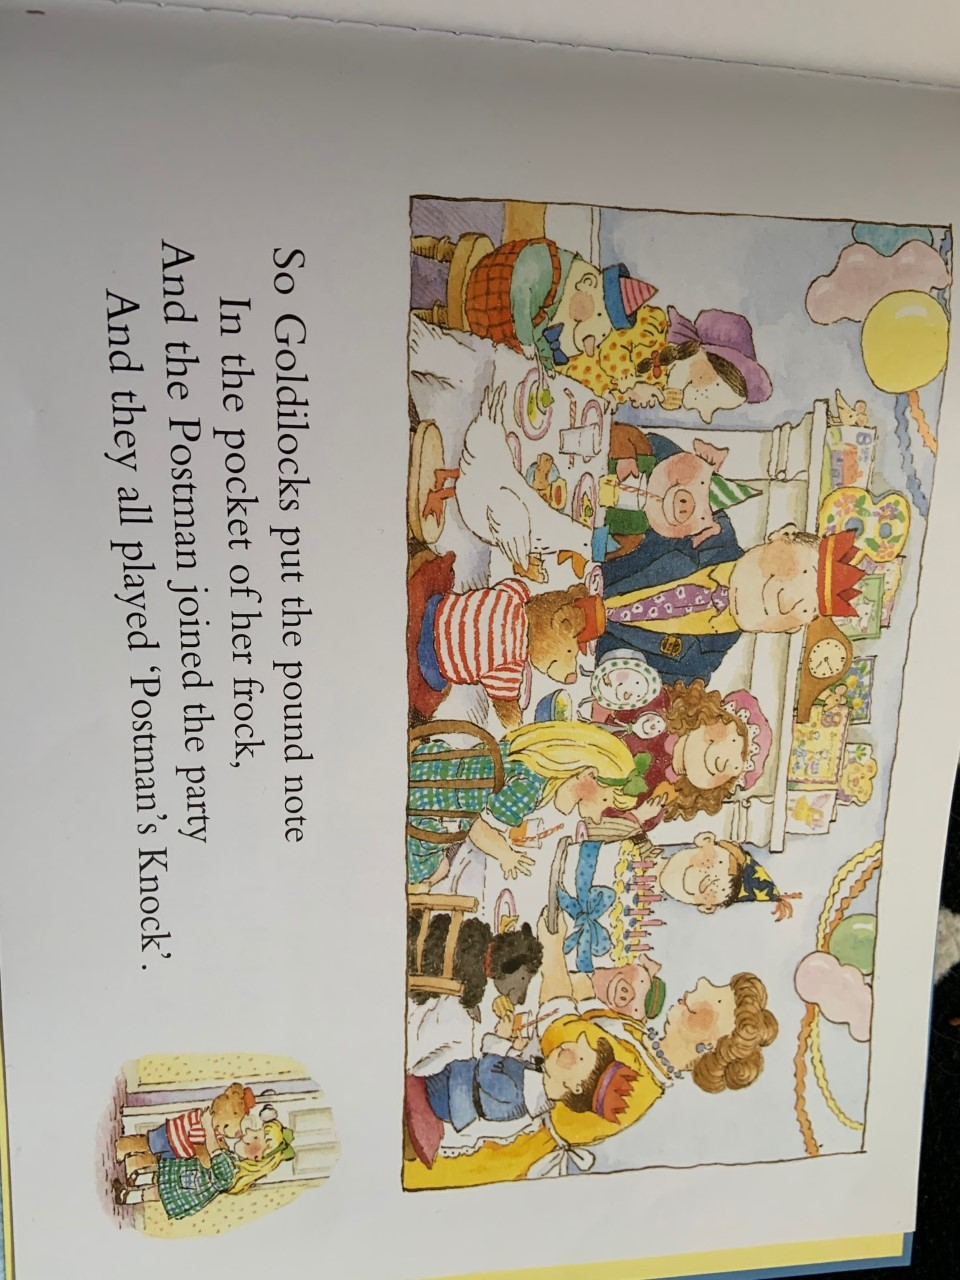 So Goldilocks put the pound note
In the pocket of her frock,
And the Postman joined the party
And they all played ‘Postman’s Knock’.